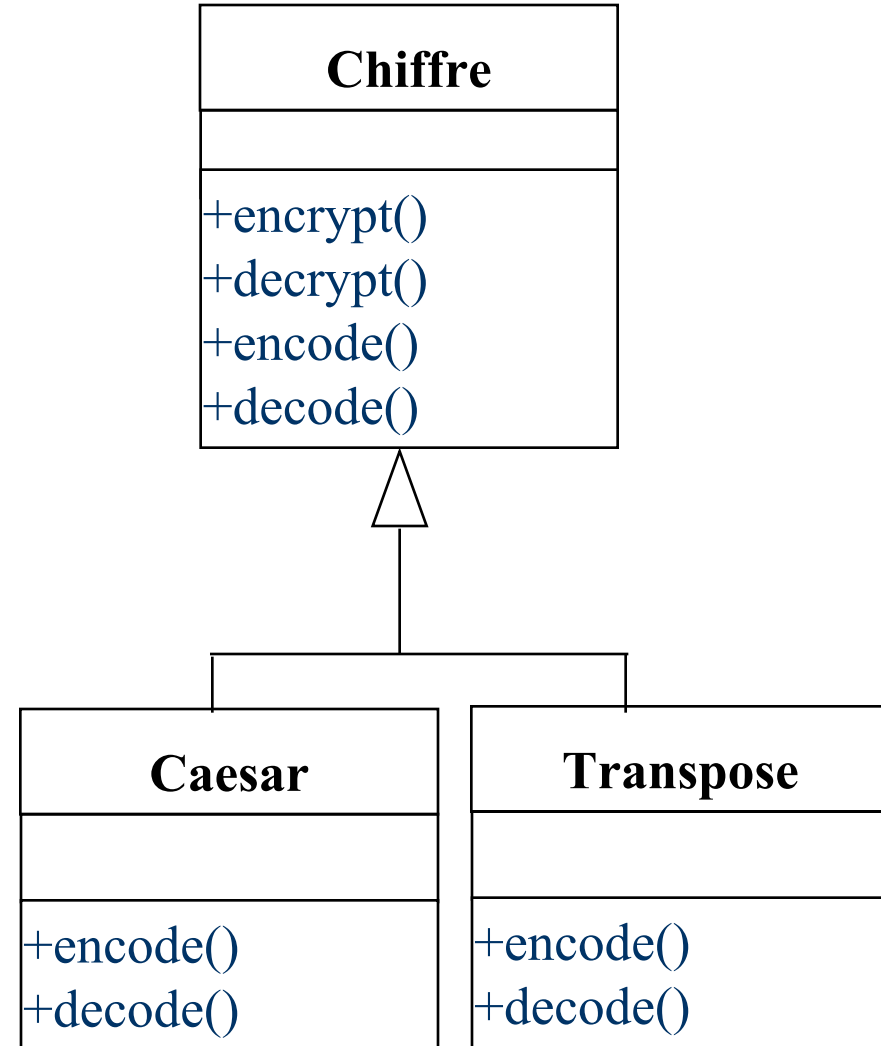 Chiffre
+encrypt()
+decrypt()
+encode()
+decode()
Caesar
+encode()
+decode()
Transpose
+encode()
+decode()